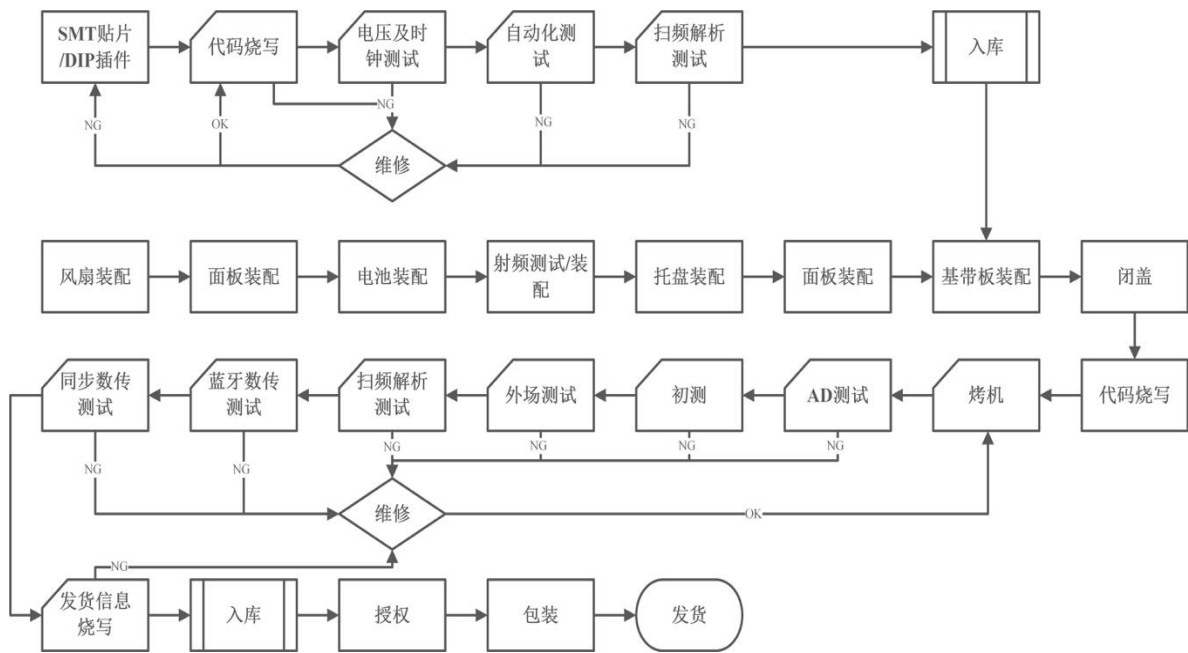 SMT贴片
/DIP插件
代码烧写
电压及时
钟测试
自动化测
试
扫频解析
测试
入库
NG
OK
NG
NG
NG
维修
风扇装配
面板装配
电池装配
射频测试/装
配
托盘装配
面板装配
基带板装配
闭盖
同步数传
测试
蓝牙数传
测试
扫频解析
测试
外场测试
初测
AD测试
烤机
代码烧写
NG
NG
NG
NG
NG
NG
维修
OK
NG
发货信息
烧写
入库
授权
包装
发货